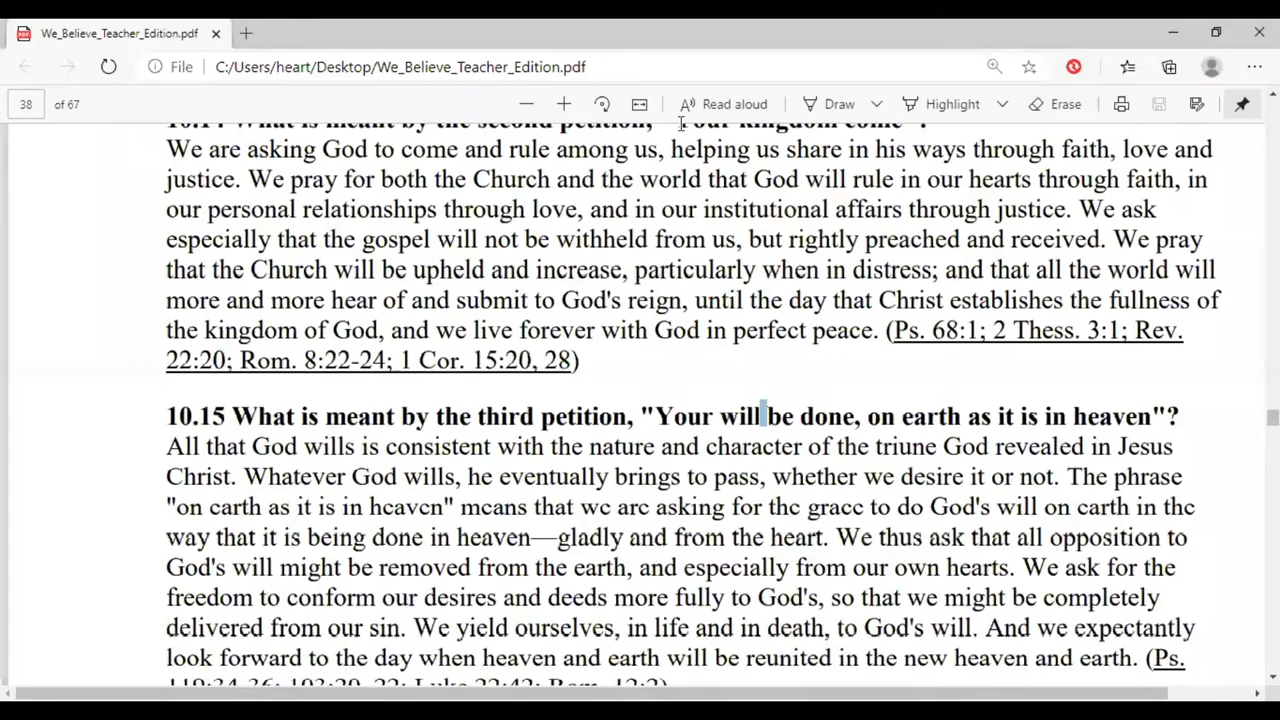 We_Believe_Teacher_Edition.pdf
File C:/Users/heart/Desktop/We_Believe_Teacher_Edition.pdf
38 of 67 Read aloud Draw Highlight Erase
What is meant by the second petition, kingdom come"?
We are asking God to come and rule among us, helping us share in his ways through faith, love and
justice. We pray for both the Church and the world that God will rule in our hearts through faith, in
our personal relationships through love, and in our institutional affairs through justice. We ask
especially that the gospel will not be withheld from us, but rightly preached and received. We pray
that the Church will be upheld and increase, particularly when in distress; and that all the world will
more and more hear of and submit to God's reign, until the day that Christ establishes the fullness of
the kingdom of God, and we live forever with God in perfect peace. (Ps. 68:1; 2 Thess. 3:1; Rev.
22:20; Rom. 8:22-24; 1 Cor. 15:20, 28)
10.15 What is meant by the third petition, "Your will be done, on earth as it is in heaven"?
All that God wills is consistent with the nature and character of the triune God revealed in Jesus
Christ. Whatever God wills, he eventually brings to pass, whether we desire it or not. The phrase
"on earth as it is in heaven" means that we are asking for the grace to do God's will on earth in the
way that it is being done in heaven—gladly and from the heart. We thus ask that all opposition to
God's will might be removed from the earth, and especially from our own hearts. We ask for the
freedom to conform our desires and deeds more fully to God's, so that we might be completely
delivered from our sin. We yield ourselves, in life and in death, to God's will. And we expectantly
look forward to the day when heaven and earth will be reunited in the new heaven and earth. (Ps.